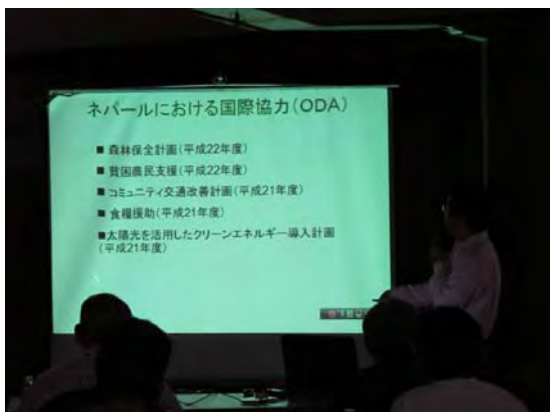 ネパールにおける国際協力(ODA)
■ 森林保全計画(平成22年度)
■ 貧困農民支援(平成22年度)
■ コミュニティ交通改善計画(平成21年度)
■ 食糧援助(平成21年度)
■太陽光を活用したクリーンエネルギー導入計画
(平成21年度)